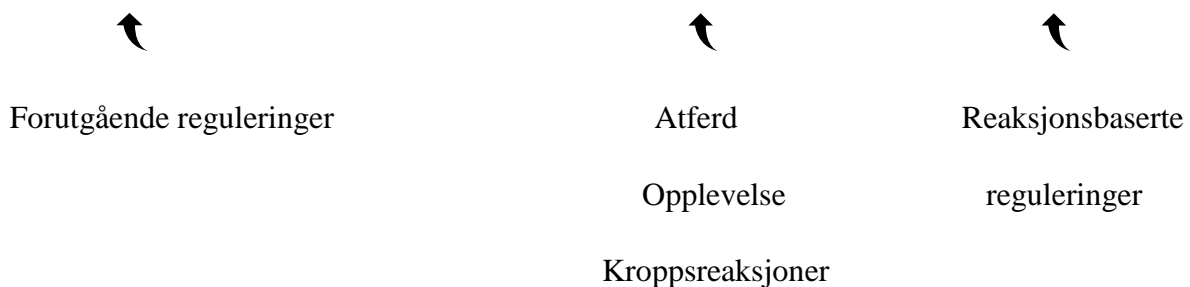 Forutgående reguleringer Atferd Reaksjonsbaserte
Opplevelse reguleringer
Kroppsreaksjoner